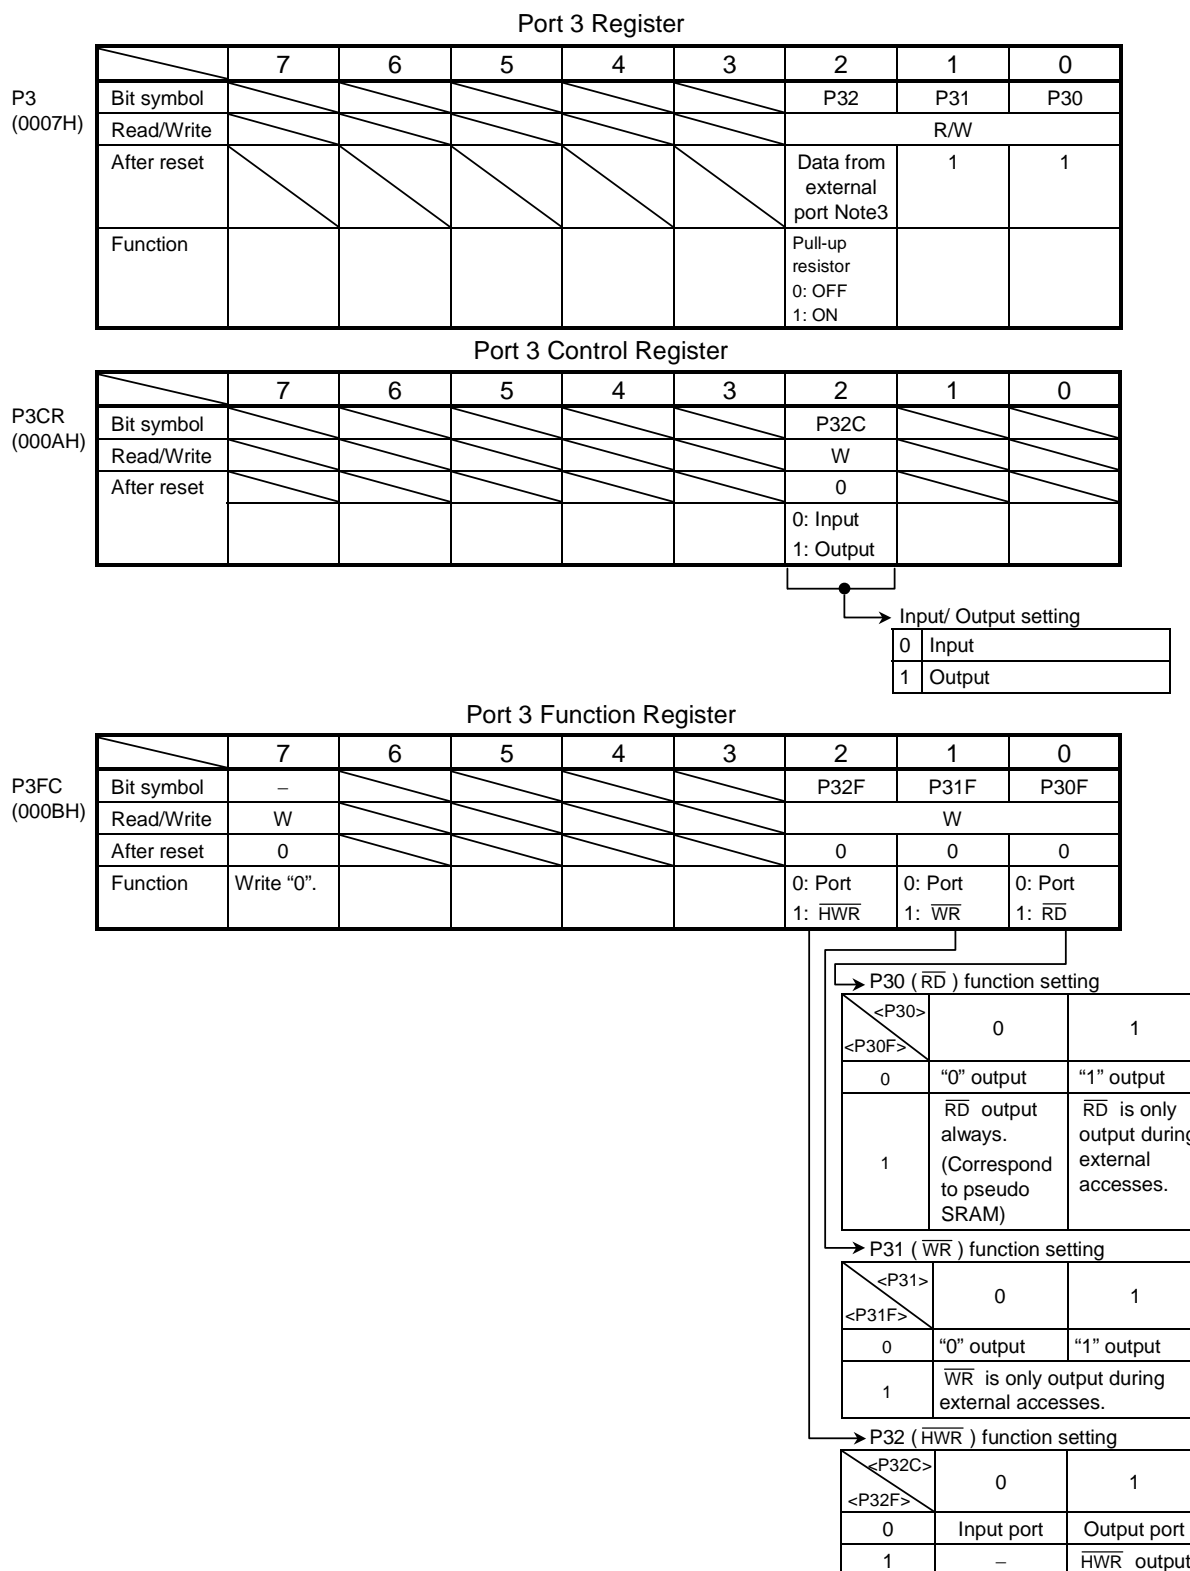 Port 3 Register
7 6 5 4 3 2 1 0
P3
(0007H)
Bit symbol P32 P31 P30
Read/Write R/W
After reset Data from external port Note3 1 1
Function Pull-up resistor 0: OFF 1: ON
Port 3 Control Register
7 6 5 4 3 2 1 0
P3CR
(000AH)
Bit symbol P32C
Read/Write W
After reset 0
0: Input
1: Output
Input/ Output setting
0 Input
1 Output
Port 3 Function Register
7 6 5 4 3 2 1 0
P3FC
(000BH)
Bit symbol – P32F P31F P30F
Read/Write W W
After reset 0 0 0 0
Function Write “0”. 0: Port 0: Port 0: Port
1: HWR 1: WR 1: RD
P30 ( RD ) function setting
<P30>
<P30F>
0 1
0 “0” output “1” output
1 RD output always. (Correspond to pseudo SRAM) RD is only output during external accesses.
P31 ( WR ) function setting
<P31>
<P31F>
0 1
0 “0” output “1” output
1 WR is only output during external accesses.
P32 ( HWR ) function setting
<P32C>
<P32F>
0 1
0 Input port Output port
1 – HWR output